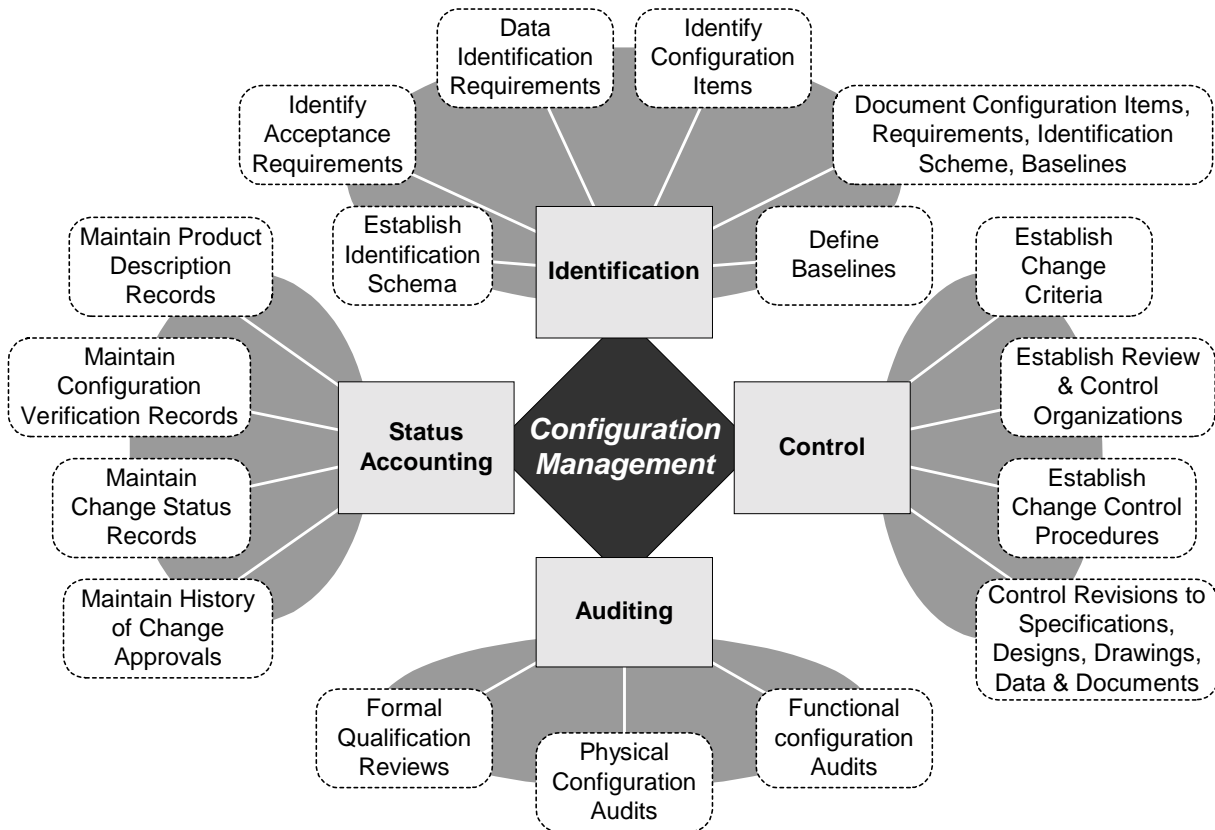 Data
Identification
Requirements
Identify
Configuration
Items
Identify
Acceptance
Requirements
Document Configuration Items,
Requirements, Identification
Scheme, Baselines
Establish
Identification
Schema
Identification
Define
Baselines
Maintain Product
Description
Records
Maintain
Configuration
Verification Records
Maintain
Change Status
Records
Maintain History
of Change
Approvals
Status
Accounting
Configuration
Management
Control
Establish
Change
Criteria
Establish Review
& Control
Organizations
Establish
Change Control
Procedures
Control Revisions to
Specifications,
Designs, Drawings,
Data & Documents
Auditing
Formal
Qualification
Reviews
Physical
Configuration
Audits
Functional
configuration
Audits